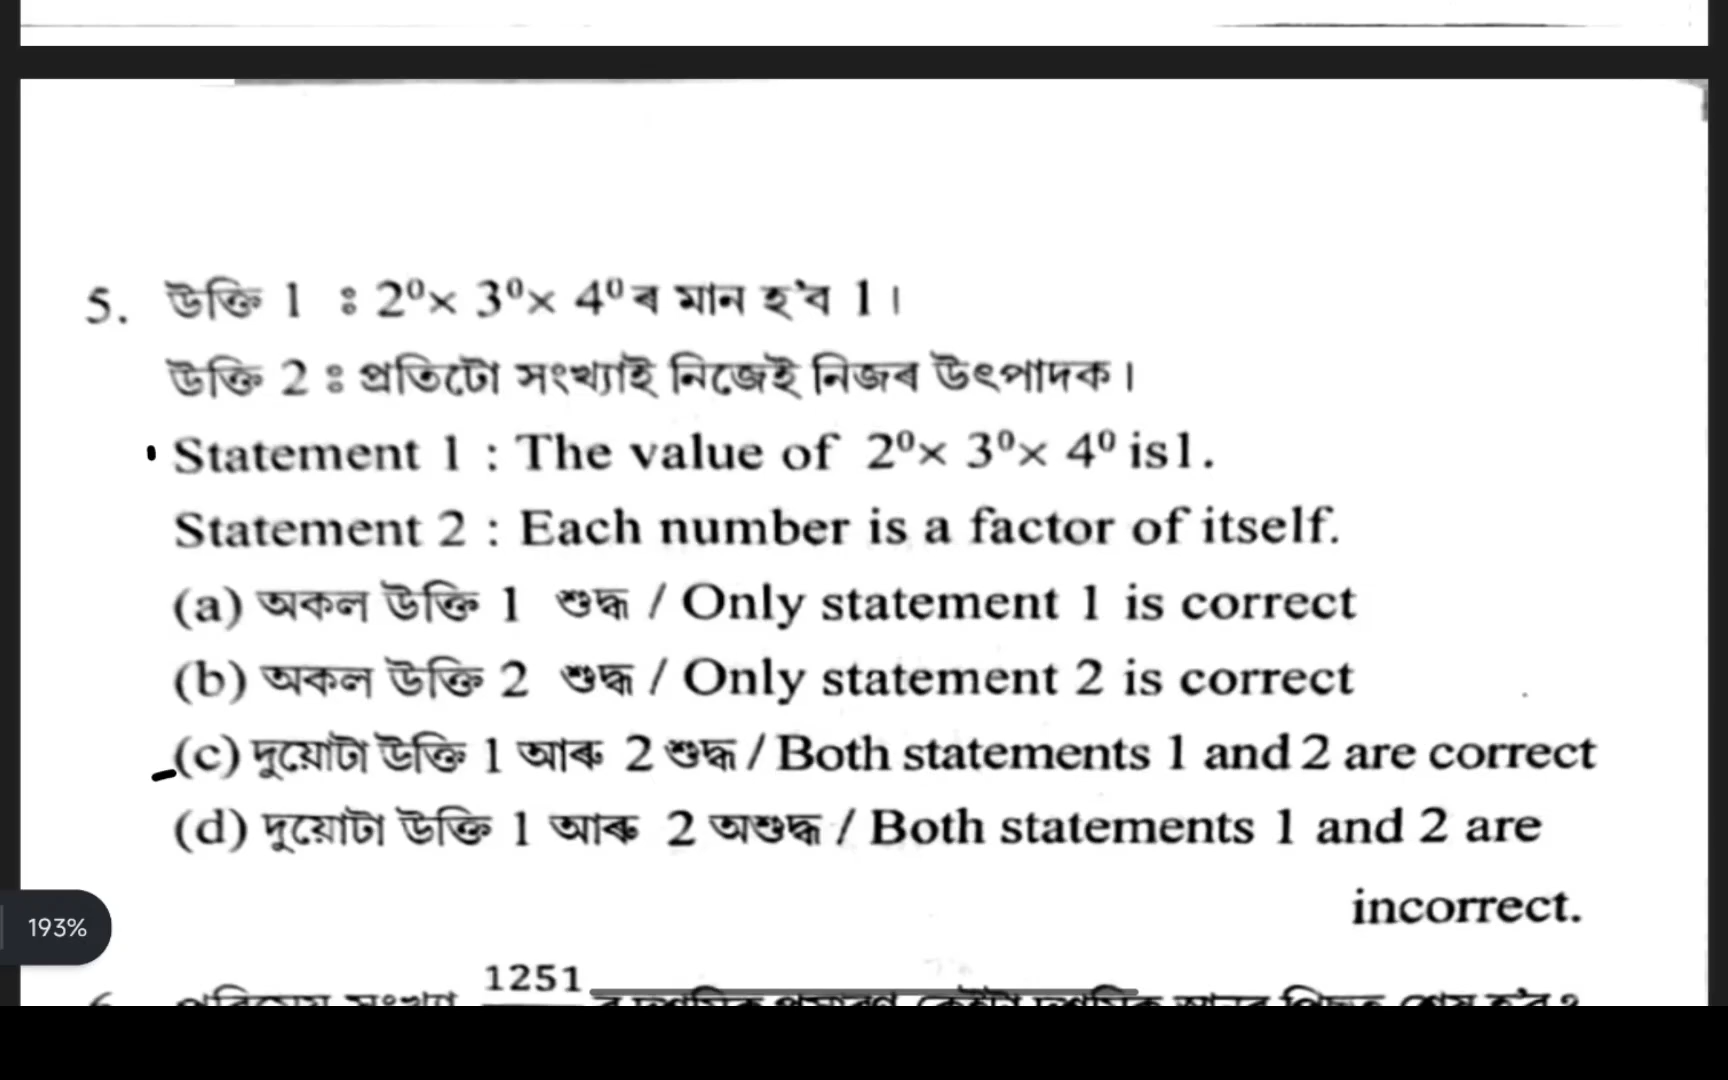 5. উক্তি 1 ঃ 2⁰× 3⁰× 4⁰ ৰ মান হ'ব 1।
উক্তি 2 ঃ প্ৰতিটো সংখ্যাই নিজেই নিজৰ উৎপাদক।
Statement 1 : The value of 2⁰× 3⁰× 4⁰ is1.
Statement 2 : Each number is a factor of itself.
(a) অকল উক্তি 1 শুদ্ধ / Only statement 1 is correct
(b) অকল উক্তি 2 শুদ্ধ / Only statement 2 is correct
(c) দুয়োটা উক্তি 1 আৰু 2 শুদ্ধ / Both statements 1 and 2 are correct
(d) দুয়োটা উক্তি 1 আৰু 2 অশুদ্ধ / Both statements 1 and 2 are
incorrect.
193%
1251